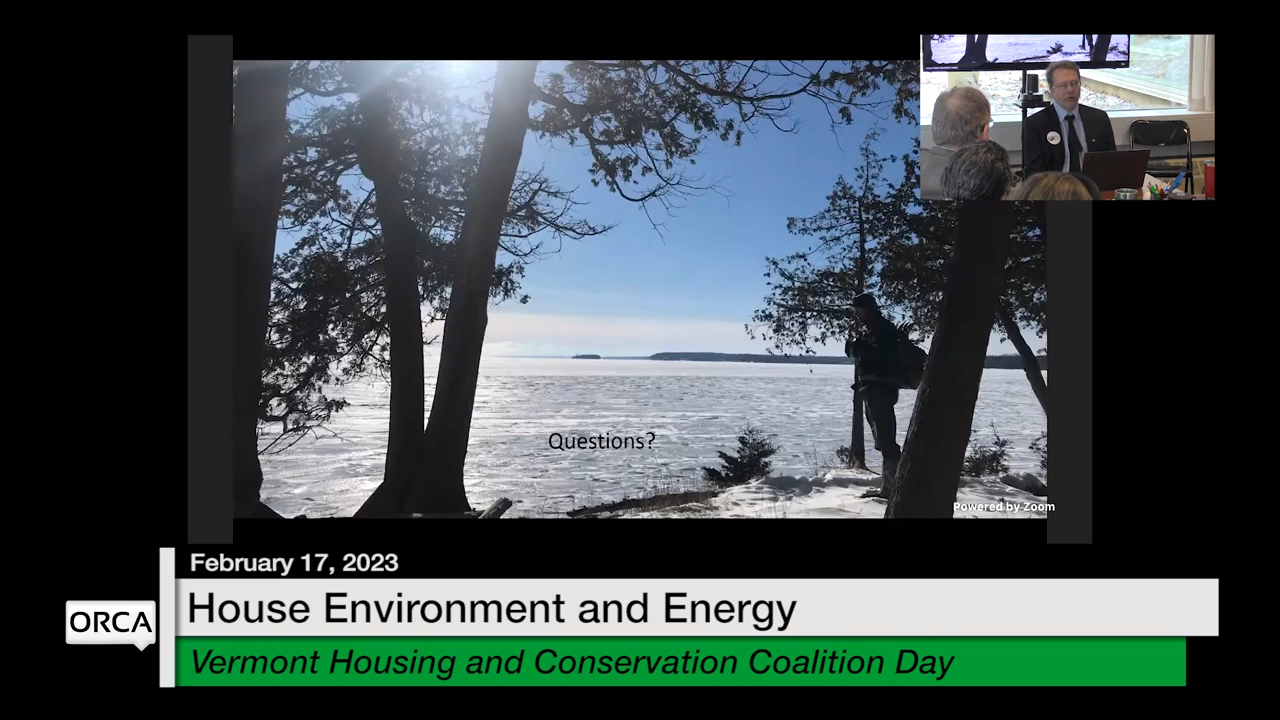 Questions?
Powered by Zoom
February 17, 2023
House Environment and Energy
ORCA
Vermont Housing and Conservation Coalition Day